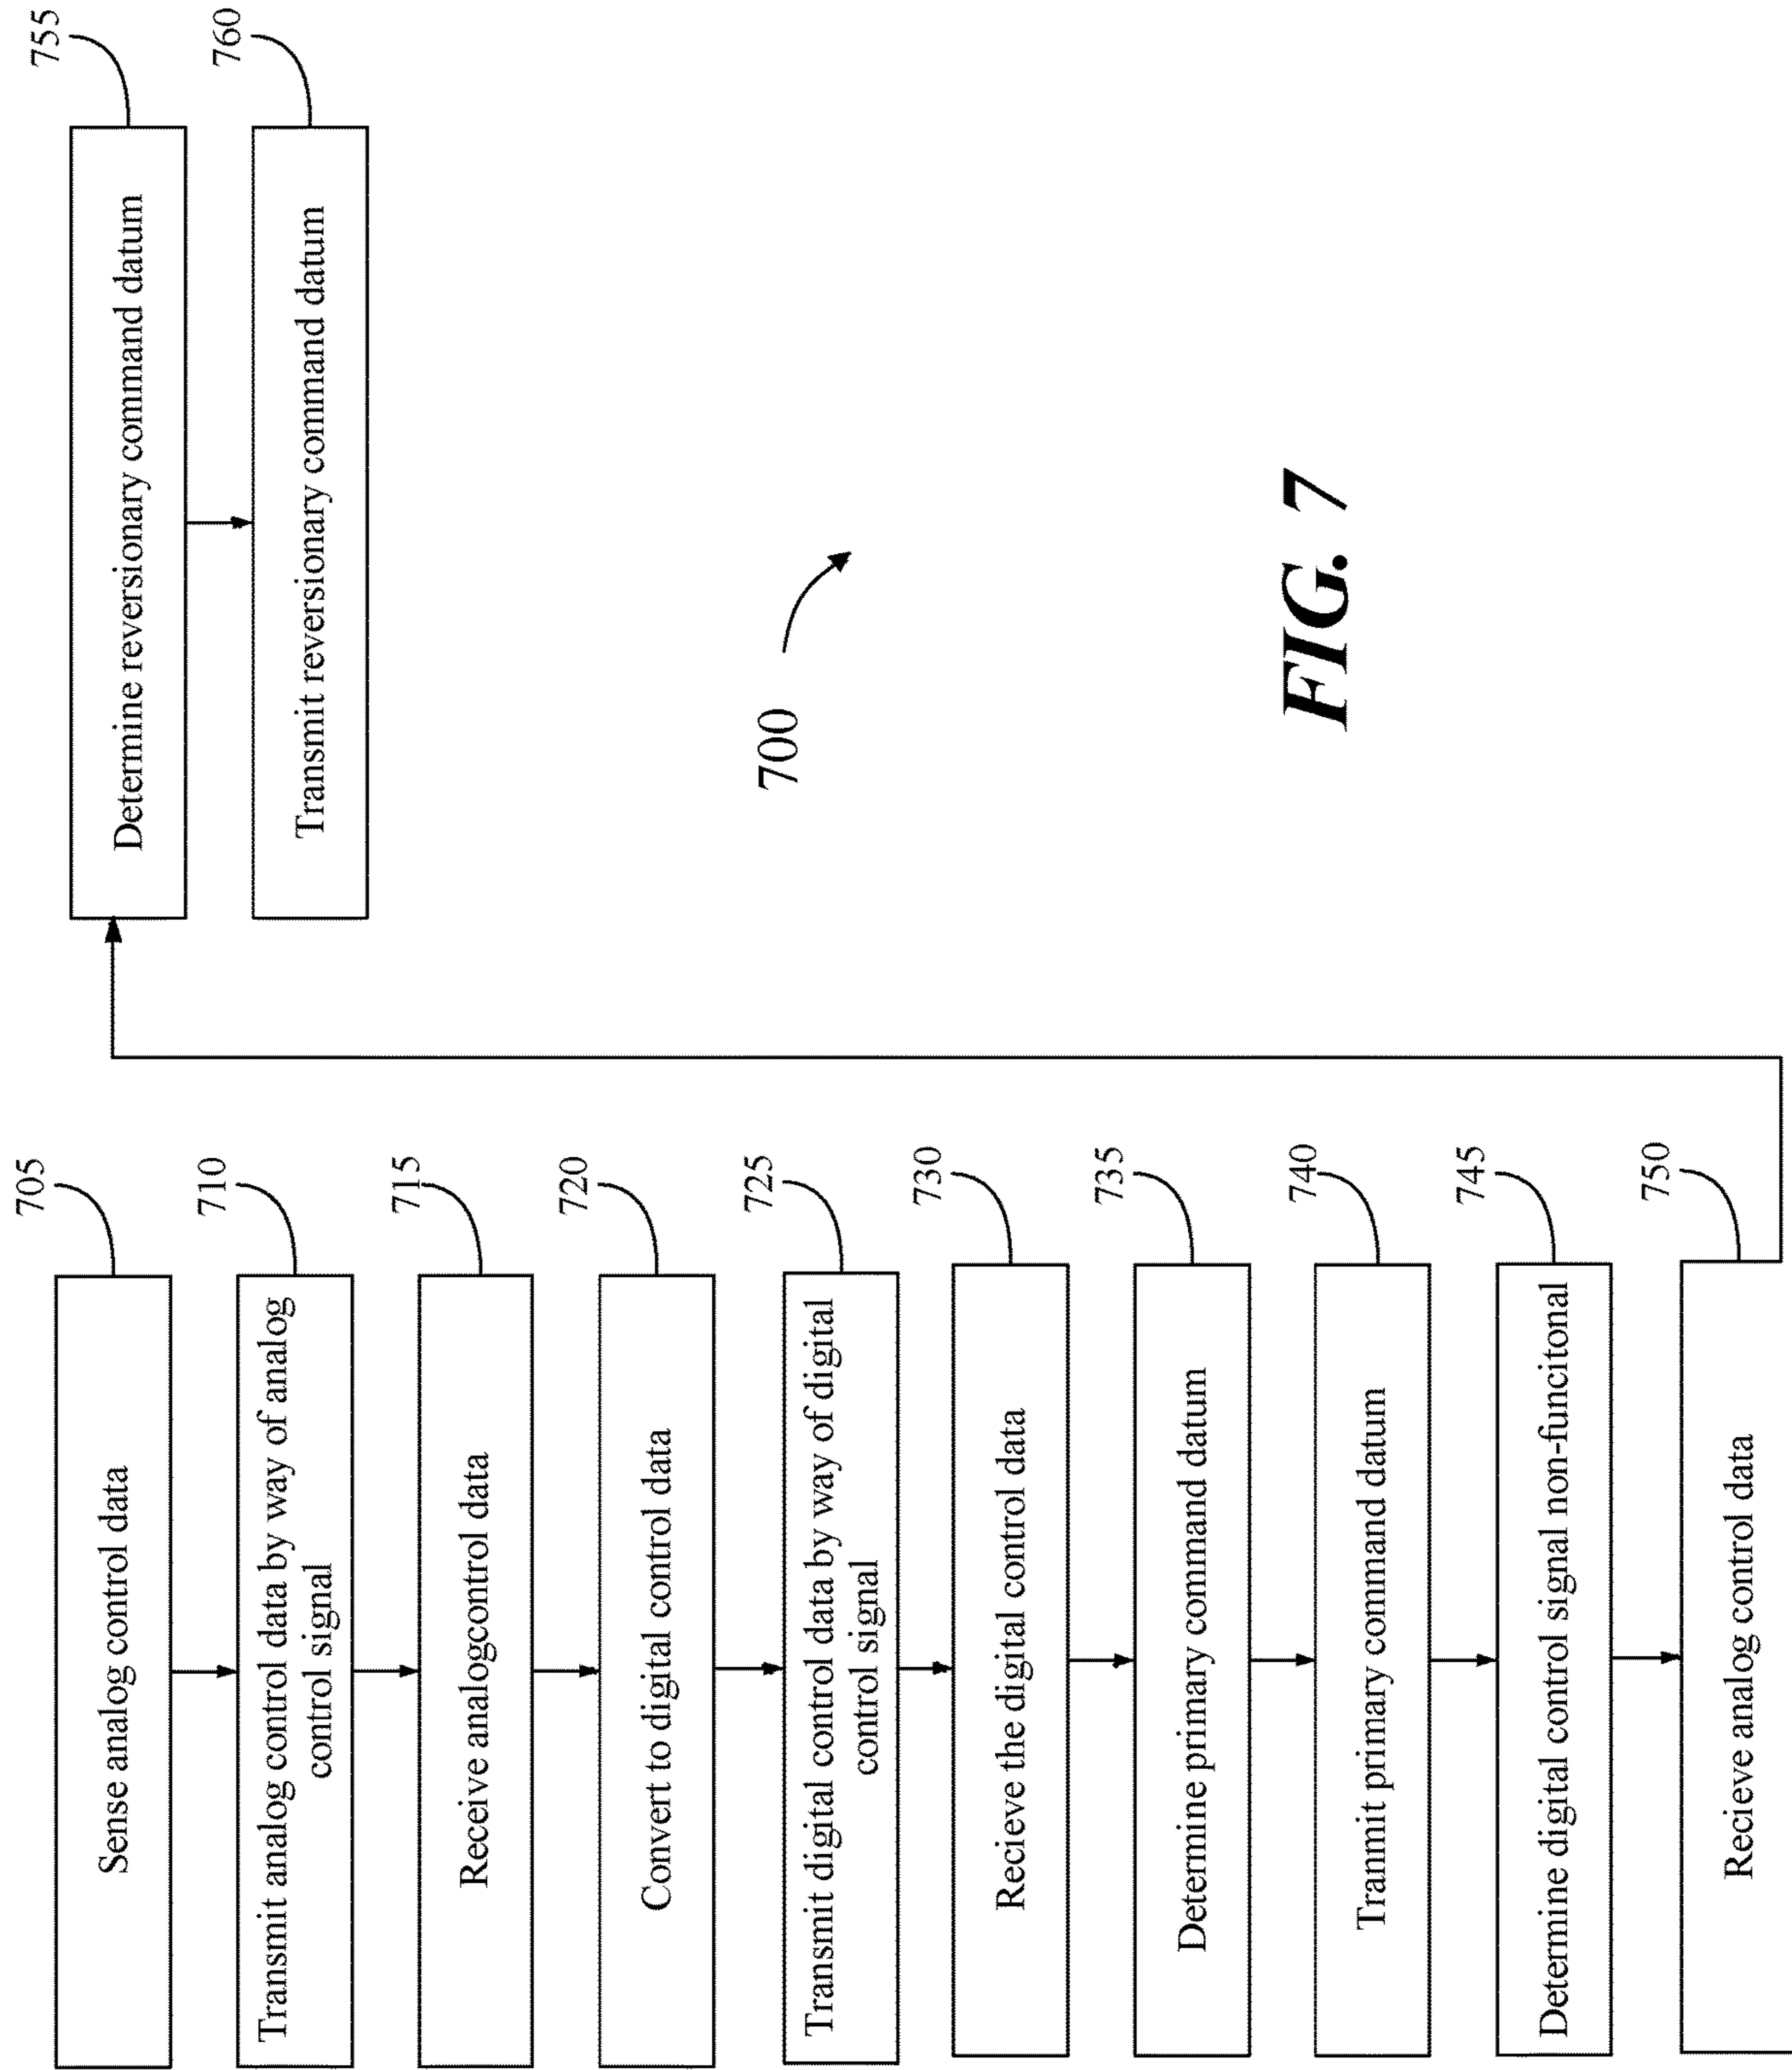 705
Sense analog control data
710
Transmit analog control data by way of analog
control signal
715
Receive analogcontrol data
720
Convert to digital control data
725
Transmit digital control data by way of digital
control signal
730
Recieve the digital control data
735
Determine primary command datum
740
Tranmit primary command datum
745
Determine digital control signal non-funcitonal
750
Recieve analog control data
755
Determine reversionary command datum
760
Transmit reversionary command datum
700
FIG. 7